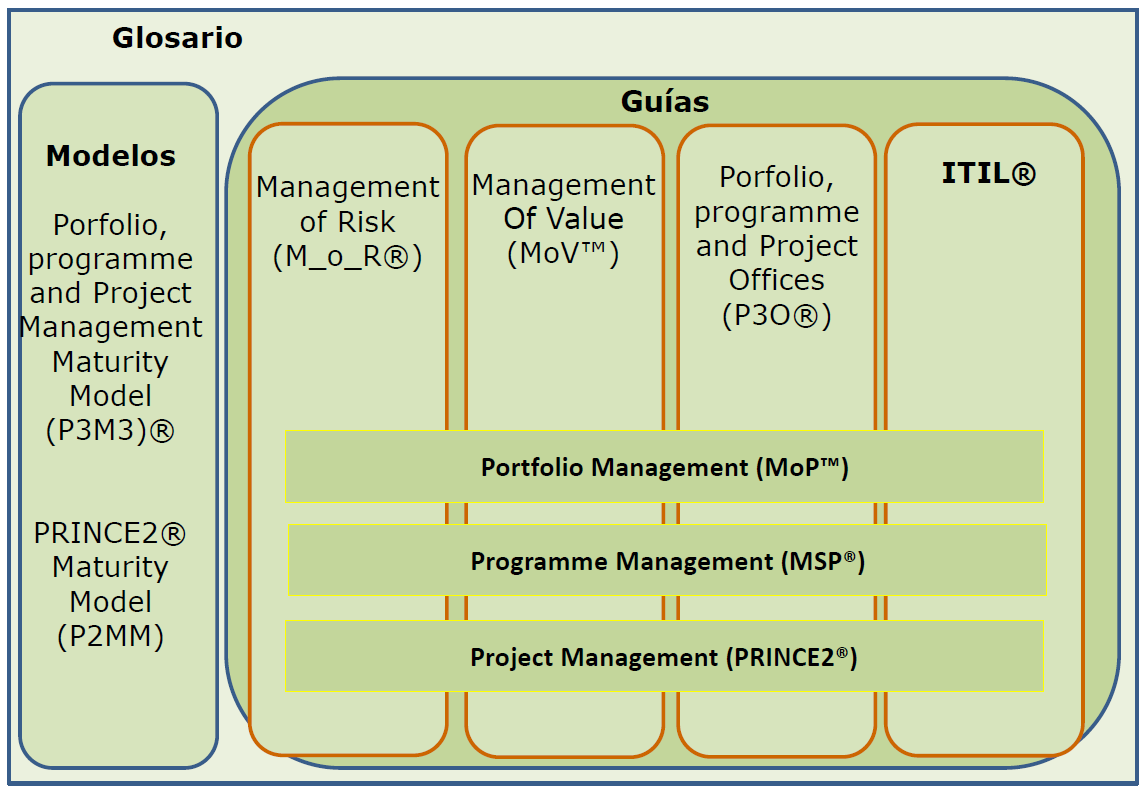 Glosario
Modelos
Porfolio,
programme
and Project
Management
Maturity
Model
(P3M3)®
PRINCE2®
Maturity
Model
(P2MM)
Guías
Management
of Risk
(M_o_R®)
Management
Of Value
(MoV™)
Porfolio,
programme
and Project
Offices
(P3O®)
ITIL®
Portfolio Management (MoP™)
Programme Management (MSP®)
Project Management (PRINCE2®)